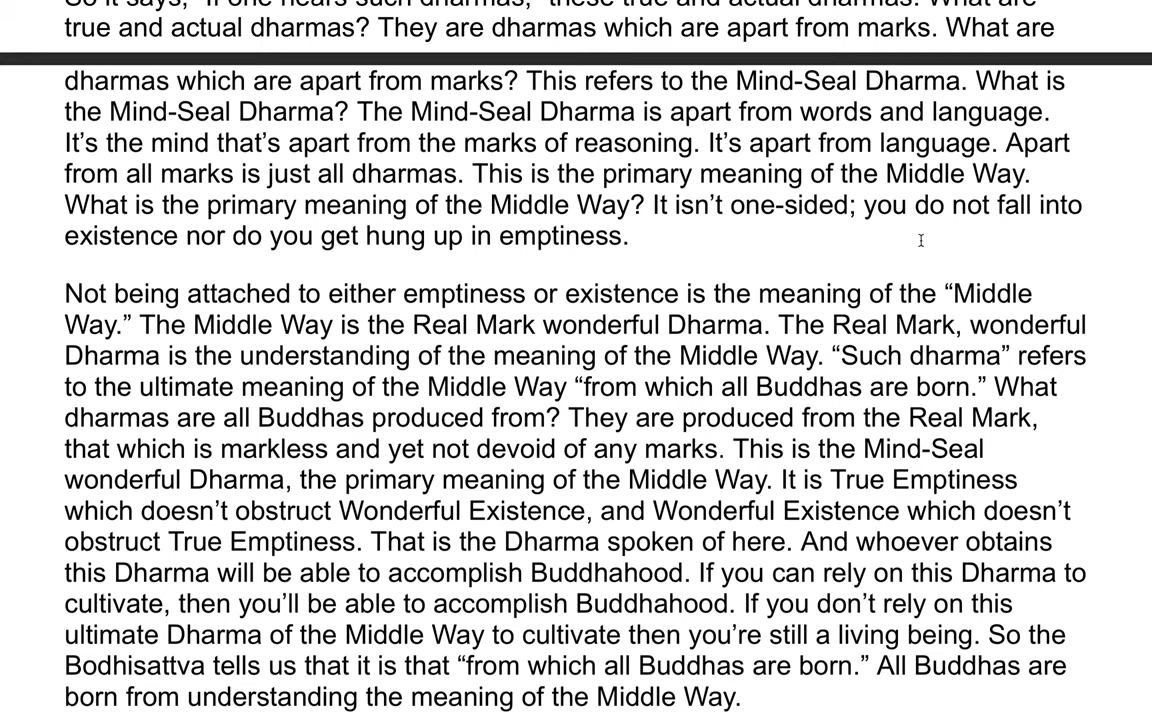 So it says, "If one hears such dharmas," these true and actual dharmas. What are
true and actual dharmas? They are dharmas which are apart from marks. What are
dharmas which are apart from marks? This refers to the Mind-Seal Dharma. What is
the Mind-Seal Dharma? The Mind-Seal Dharma is apart from words and language.
It’s the mind that’s apart from the marks of reasoning. It’s apart from language. Apart
from all marks is just all dharmas. This is the primary meaning of the Middle Way.
What is the primary meaning of the Middle Way? It isn’t one-sided; you do not fall into
existence nor do you get hung up in emptiness.
Not being attached to either emptiness or existence is the meaning of the “Middle
Way.” The Middle Way is the Real Mark wonderful Dharma. The Real Mark, wonderful
Dharma is the understanding of the meaning of the Middle Way. “Such dharma” refers
to the ultimate meaning of the Middle Way “from which all Buddhas are born.” What
dharmas are all Buddhas produced from? They are produced from the Real Mark,
that which is markless and yet not devoid of any marks. This is the Mind-Seal
wonderful Dharma, the primary meaning of the Middle Way. It is True Emptiness
which doesn’t obstruct Wonderful Existence, and Wonderful Existence which doesn’t
obstruct True Emptiness. That is the Dharma spoken of here. And whoever obtains
this Dharma will be able to accomplish Buddhahood. If you can rely on this Dharma to
cultivate, then you’ll be able to accomplish Buddhahood. If you don’t rely on this
ultimate Dharma of the Middle Way to cultivate then you’re still a living being. So the
Bodhisattva tells us that it is that “from which all Buddhas are born.” All Buddhas are
born from understanding the meaning of the Middle Way.